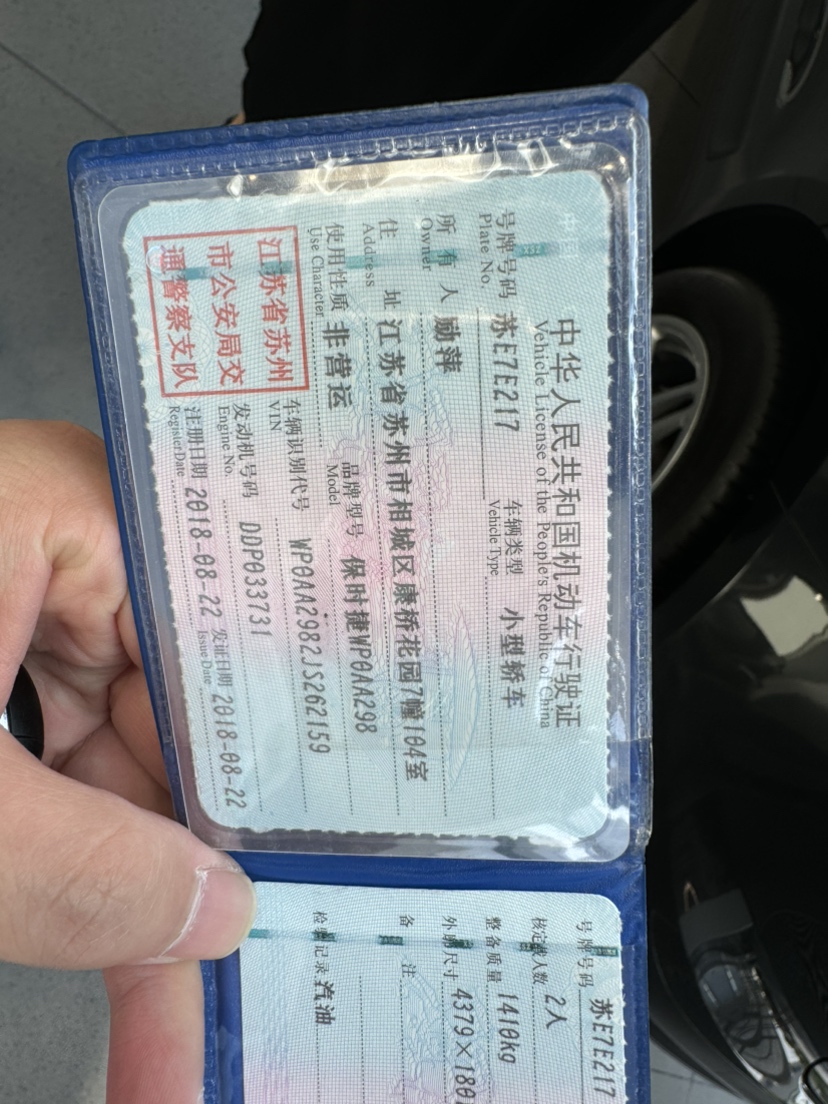 中华人民共和国机动车行驶证
Vehicle License of the People's Republic of China
号牌号码 苏E7E217 车辆类型 小型轿车
Plate No. Vehicle Type
所有人 励萍
Owner
住址 江苏省苏州市相城区康桥花园7幢104室
Address
使用性质 非营运 品牌型号 保时捷WP0AA298
Use Character Model
江苏省苏州
市公安局交
通警察支队
车辆识别代号 WP0AA2982JS262159
VIN
发动机号码 DDP033731
Engine No.
注册日期 2018-08-22 发证日期 2018-08-22
Register Date Issue Date
号牌号码 苏E7E217
核定载人数 2人
整备质量 1410kg
外廓尺寸 4379×1801
备注
检验记录 汽油